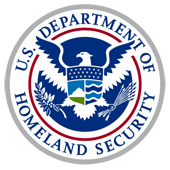 U.S. DEPARTMENT OF
HOMELAND SECURITY